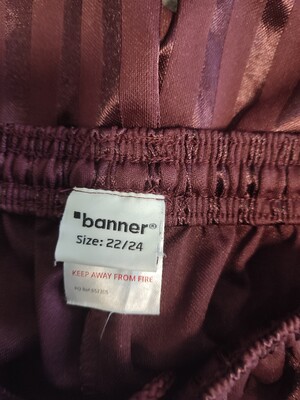 "banner®
Size: 22/24
KEEP AWAY FROM FIRE